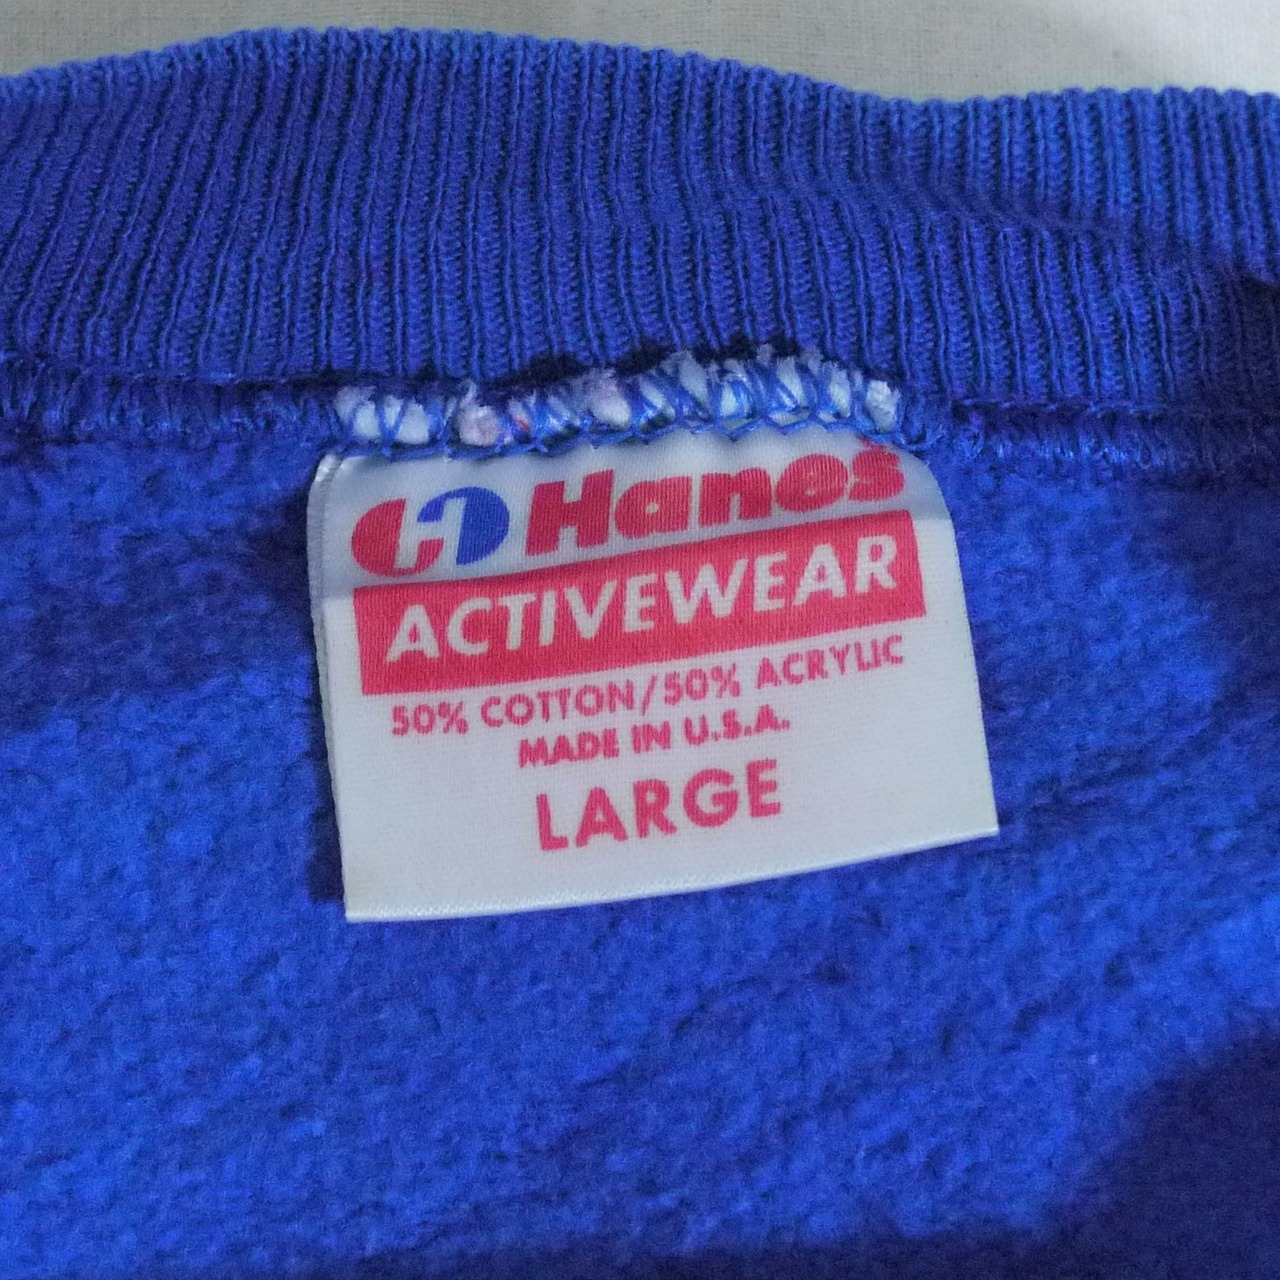 H Hanes
ACTIVEWEAR
50% COTTON/50% ACRYLIC
MADE IN U.S.A.
LARGE